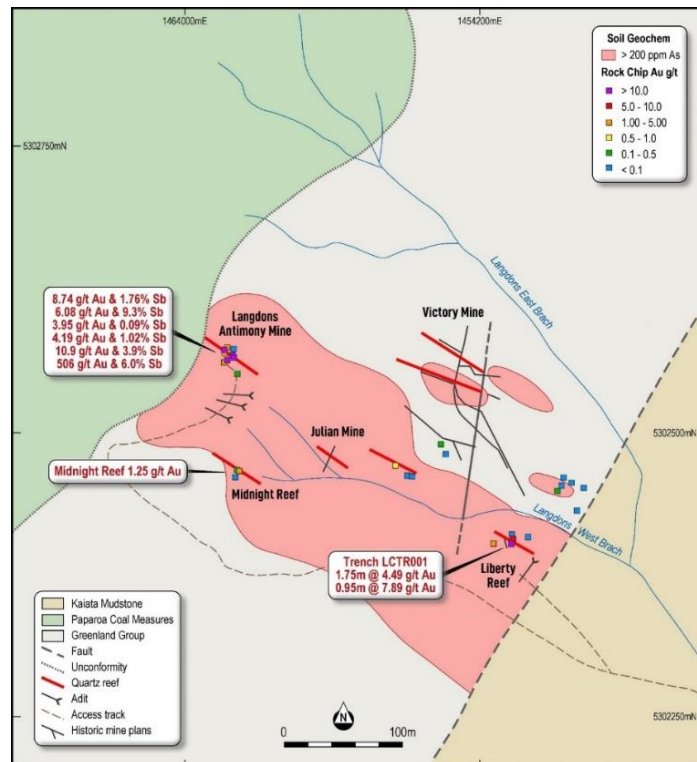 1464000mE
1454200mE
Soil Geochem
> 200 ppm As
Rock Chip Au g/t
> 10.0
5.0 - 10.0
1.00 - 5.00
0.5 - 1.0
0.1 - 0.5
< 0.1
5302750mN
Langdons East Brach
8.74 g/t Au & 1.76% Sb
6.08 g/t Au & 9.3% Sb
3.95 g/t Au & 0.09% Sb
4.19 g/t Au & 1.02% Sb
10.9 g/t Au & 3.9% Sb
506 g/t Au & 6.0% Sb
Langdons
Antimony Mine
Victory Mine
Julian Mine
5302500mN
Midnight Reef 1.25 g/t Au
Midnight Reef
Langdons West Brach
Trench LCTR001
1.75m @ 4.49 g/t Au
0.95m @ 7.89 g/t Au
Liberty
Reef
Kaiata Mudstone
Paparoa Coal Measures
Greenland Group
Fault
Unconformity
Quartz reef
Adit
Access track
Historic mine plans
N
0
100m
5302250mN